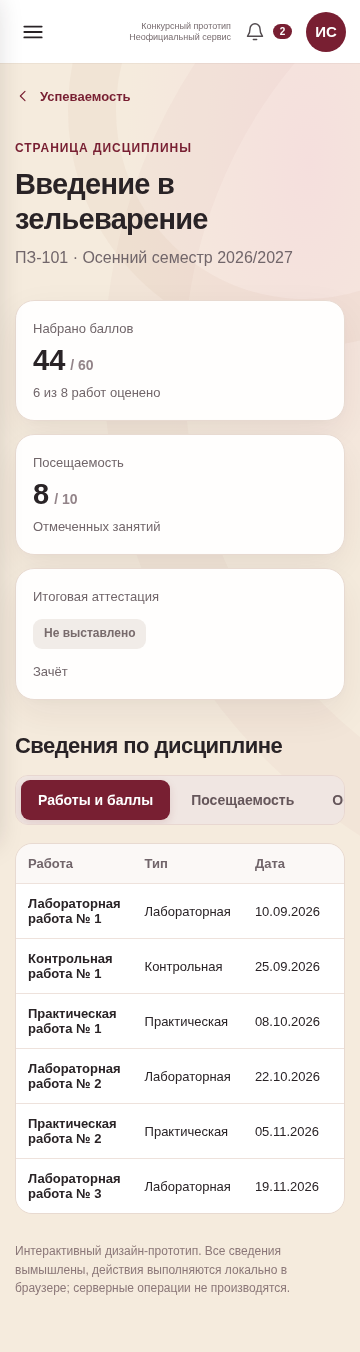 Конкурсный прототип
Неофициальный сервис
2
ИС
Успеваемость
СТРАНИЦА ДИСЦИПЛИНЫ
Введение в
зельеварение
ПЗ-101 · Осенний семестр 2026/2027
Набрано баллов
44 / 60
6 из 8 работ оценено
Посещаемость
8 / 10
Отмеченных занятий
Итоговая аттестация
Не выставлено
Зачёт
Сведения по дисциплине
Работы и баллы Посещаемость О
Работа Тип Дата
Лабораторная
работа № 1
Лабораторная 10.09.2026
Контрольная
работа № 1
Контрольная 25.09.2026
Практическая
работа № 1
Практическая 08.10.2026
Лабораторная
работа № 2
Лабораторная 22.10.2026
Практическая
работа № 2
Практическая 05.11.2026
Лабораторная
работа № 3
Лабораторная 19.11.2026
Интерактивный дизайн-прототип. Все сведения
вымышлены, действия выполняются локально в
браузере; серверные операции не производятся.